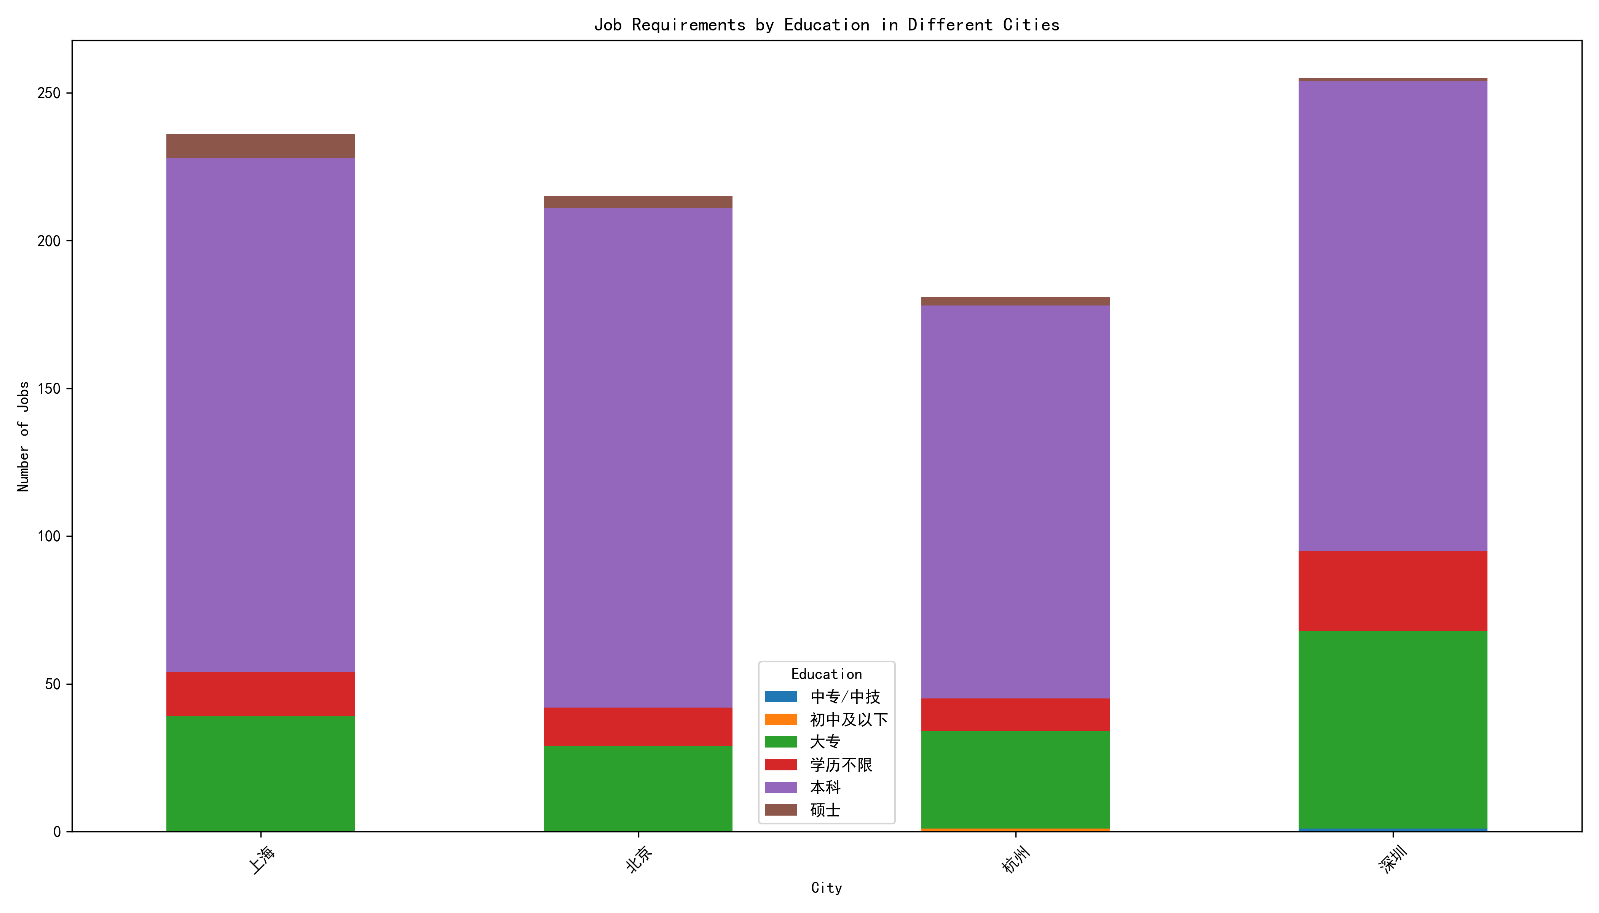 Job Requirements by Education in Different Cities
250
200
150
100
50
0
Number of Jobs
Education
中专/中技
初中及以下
大专
学历不限
本科
硕士
上海
北京
杭州
深圳
City